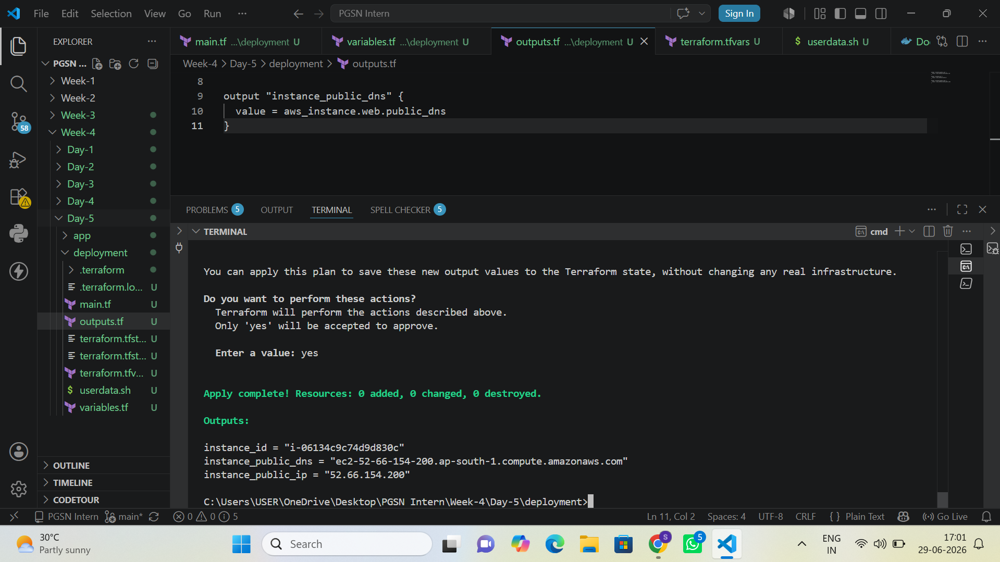 File Edit Selection View Go Run ···
PGSN Intern
Sign In
EXPLORER
PGSN ...
Week-1
Week-2
Week-3
Week-4
Day-1
Day-2
Day-3
Day-4
Day-5
app
deployment
.terraform
.terraform.lo... U
main.tf U
outputs.tf U
terraform.tfst... U
terraform.tfst... U
terraform.tfv... U
$ userdata.sh U
variables.tf U
OUTLINE
TIMELINE
CODETOUR
58
main.tf ...\deployment U
variables.tf ...\deployment U
outputs.tf ...\deployment U
terraform.tfvars U
$ userdata.sh U
Do
Week-4 > Day-5 > deployment > outputs.tf
8
9 output "instance_public_dns" {
10 value = aws_instance.web.public_dns
11 }
PROBLEMS 5 OUTPUT TERMINAL SPELL CHECKER 5
TERMINAL
cmd
You can apply this plan to save these new output values to the Terraform state, without changing any real infrastructure.
Do you want to perform these actions?
Terraform will perform the actions described above.
Only 'yes' will be accepted to approve.
Enter a value: yes
Apply complete! Resources: 0 added, 0 changed, 0 destroyed.
Outputs:
instance_id = "i-06134c9c74d9d830c"
instance_public_dns = "ec2-52-66-154-200.ap-south-1.compute.amazonaws.com"
instance_public_ip = "52.66.154.200"
C:\Users\USER\OneDrive\Desktop\PGSN Intern\Week-4\Day-5\deployment>
PGSN Intern main* 0 0 5
Ln 11, Col 2 Spaces: 4 UTF-8 CRLF { } Plain Text Go Live
30°C
Partly sunny
Search
S
5
ENG
IN
17:01
29-06-2026